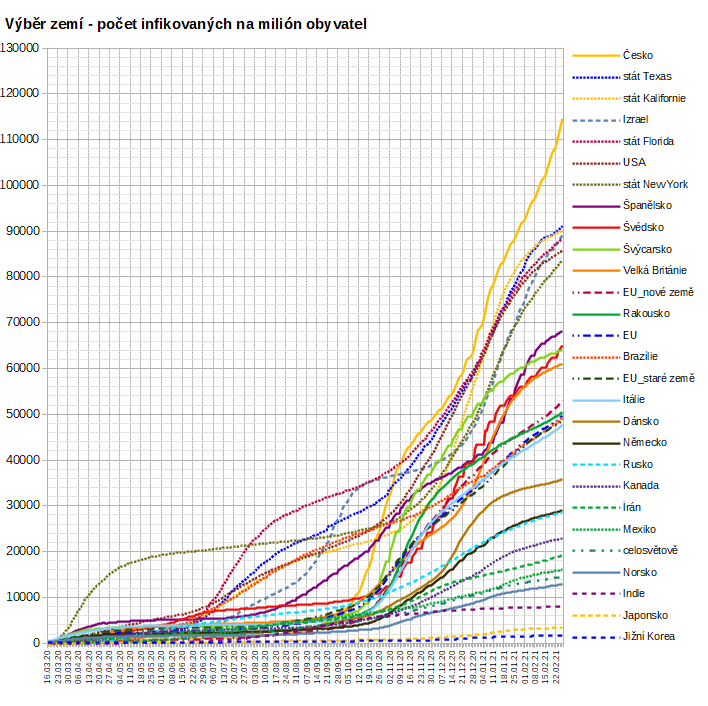 Výběr zemí - počet infikovaných na milión obyvatel
130000
120000
110000
100000
90000
80000
70000
60000
50000
40000
30000
20000
10000
0
Česko
stát Texas
stát Kalifornie
Izrael
stát Florida
USA
stát NewYork
Španělsko
Švédsko
Švýcarsko
Velká Británie
EU_nové země
Rakousko
EU
Brazílie
EU_staré země
Itálie
Dánsko
Německo
Rusko
Kanada
Irán
Mexiko
celosvětově
Norsko
Indie
Japonsko
Jižní Korea
16.03.20
23.03.20
30.03.20
06.04.20
13.04.20
20.04.20
27.04.20
04.05.20
11.05.20
18.05.20
25.05.20
01.06.20
08.06.20
15.06.20
22.06.20
29.06.20
06.07.20
13.07.20
20.07.20
27.07.20
03.08.20
10.08.20
17.08.20
24.08.20
31.08.20
07.09.20
14.09.20
21.09.20
28.09.20
05.10.20
12.10.20
19.10.20
26.10.20
02.11.20
09.11.20
16.11.20
23.11.20
30.11.20
07.12.20
14.12.20
21.12.20
28.12.20
04.01.21
11.01.21
18.01.21
25.01.21
01.02.21
08.02.21
15.02.21
22.02.21